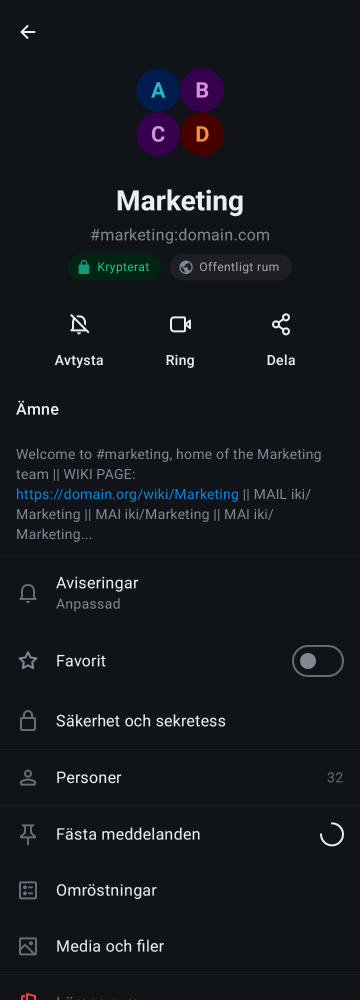 A B
C D
Marketing
#marketing:domain.com
Krypterat Offentligt rum
Avtysta Ring Dela
Ämne
Welcome to #marketing, home of the Marketing
team || WIKI PAGE:
https://domain.org/wiki/Marketing || MAIL iki/
Marketing || MAI iki/Marketing || MAI iki/
Marketing...
Aviseringar
Anpassad
Favorit
Säkerhet och sekretess
Personer 32
Fästa meddelanden
Omröstningar
Media och filer